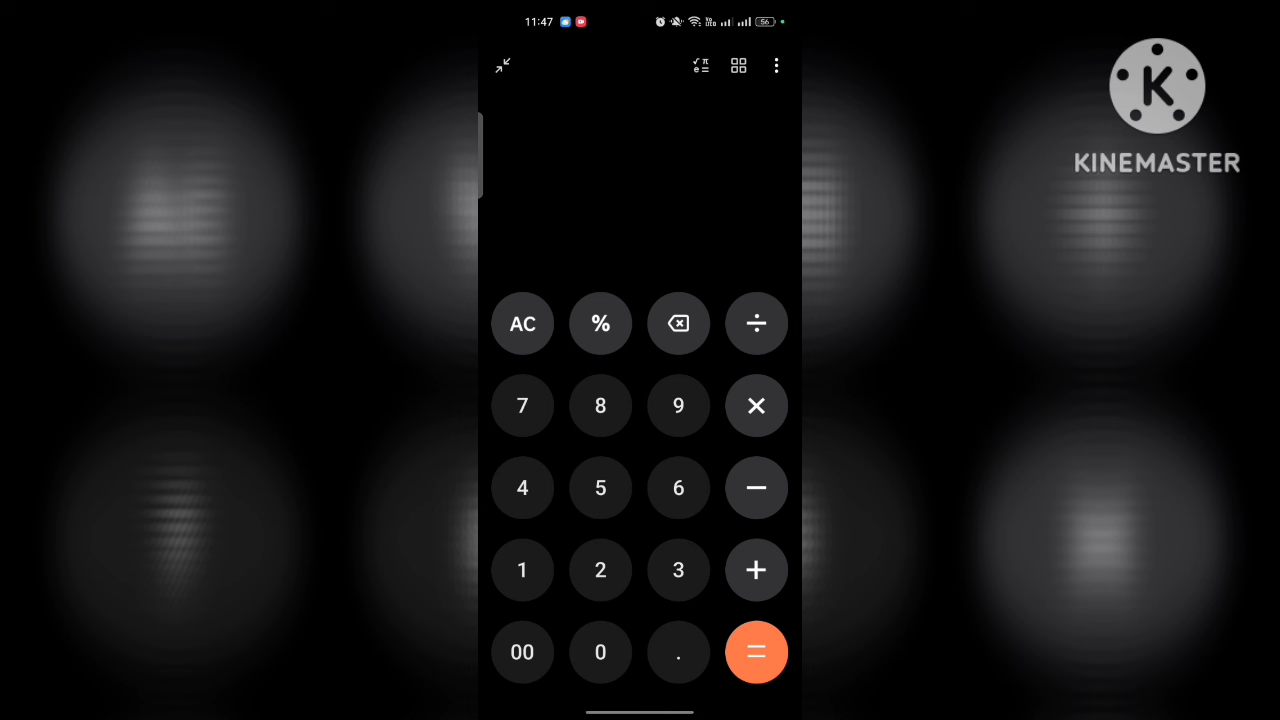 11:47 56
√ π
e =
K
KINEMASTER
AC % ÷
7 8 9 ×
4 5 6 −
1 2 3 +
00 0 . =